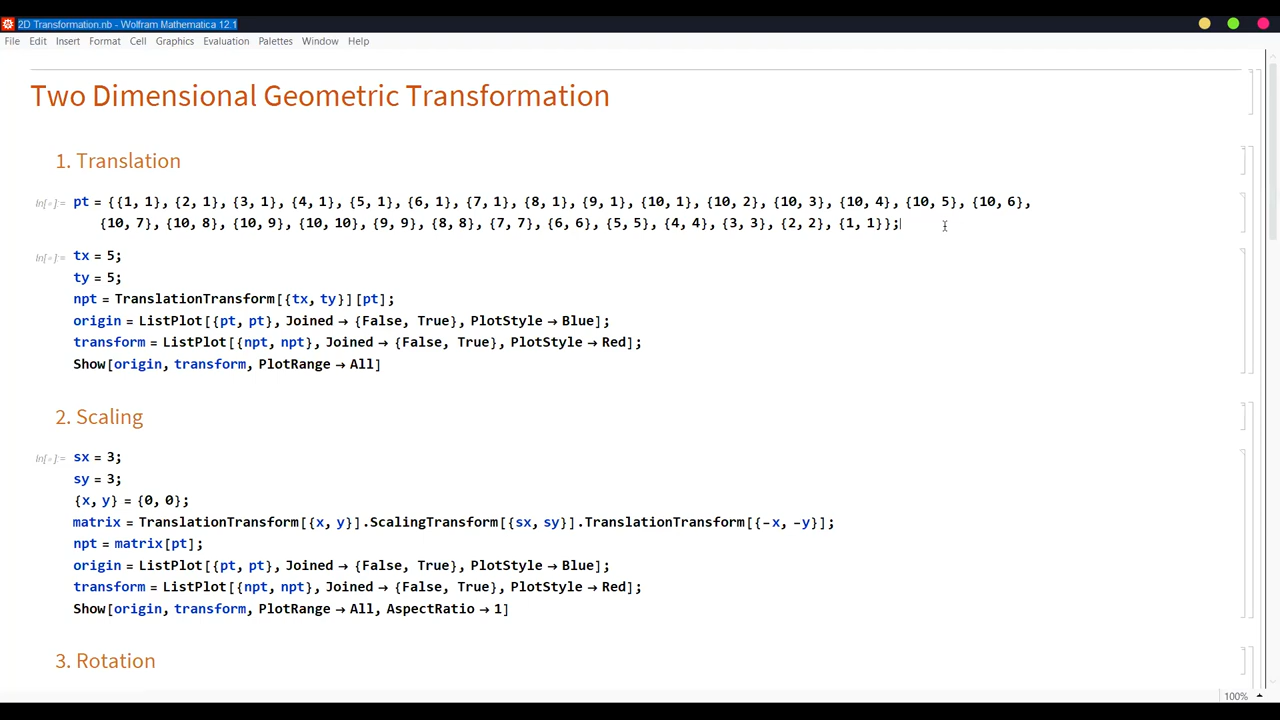 2D Transformation.nb - Wolfram Mathematica 12.1
File Edit Insert Format Cell Graphics Evaluation Palettes Window Help
Two Dimensional Geometric Transformation
1. Translation
In[∘]:= pt = {{1, 1}, {2, 1}, {3, 1}, {4, 1}, {5, 1}, {6, 1}, {7, 1}, {8, 1}, {9, 1}, {10, 1}, {10, 2}, {10, 3}, {10, 4}, {10, 5}, {10, 6},
{10, 7}, {10, 8}, {10, 9}, {10, 10}, {9, 9}, {8, 8}, {7, 7}, {6, 6}, {5, 5}, {4, 4}, {3, 3}, {2, 2}, {1, 1}};
In[∘]:= tx = 5;
ty = 5;
npt = TranslationTransform[{tx, ty}][pt];
origin = ListPlot[{pt, pt}, Joined → {False, True}, PlotStyle → Blue];
transform = ListPlot[{npt, npt}, Joined → {False, True}, PlotStyle → Red];
Show[origin, transform, PlotRange → All]
2. Scaling
In[∘]:= sx = 3;
sy = 3;
{x, y} = {0, 0};
matrix = TranslationTransform[{x, y}].ScalingTransform[{sx, sy}].TranslationTransform[{-x, -y}];
npt = matrix[pt];
origin = ListPlot[{pt, pt}, Joined → {False, True}, PlotStyle → Blue];
transform = ListPlot[{npt, npt}, Joined → {False, True}, PlotStyle → Red];
Show[origin, transform, PlotRange → All, AspectRatio → 1]
3. Rotation
100%